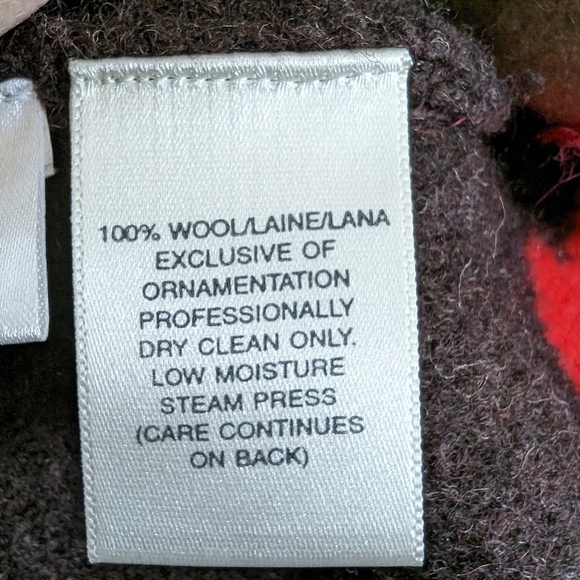 100% WOOL/LAINE/LANA
EXCLUSIVE OF
ORNAMENTATION
PROFESSIONALLY
DRY CLEAN ONLY.
LOW MOISTURE
STEAM PRESS
(CARE CONTINUES
ON BACK)